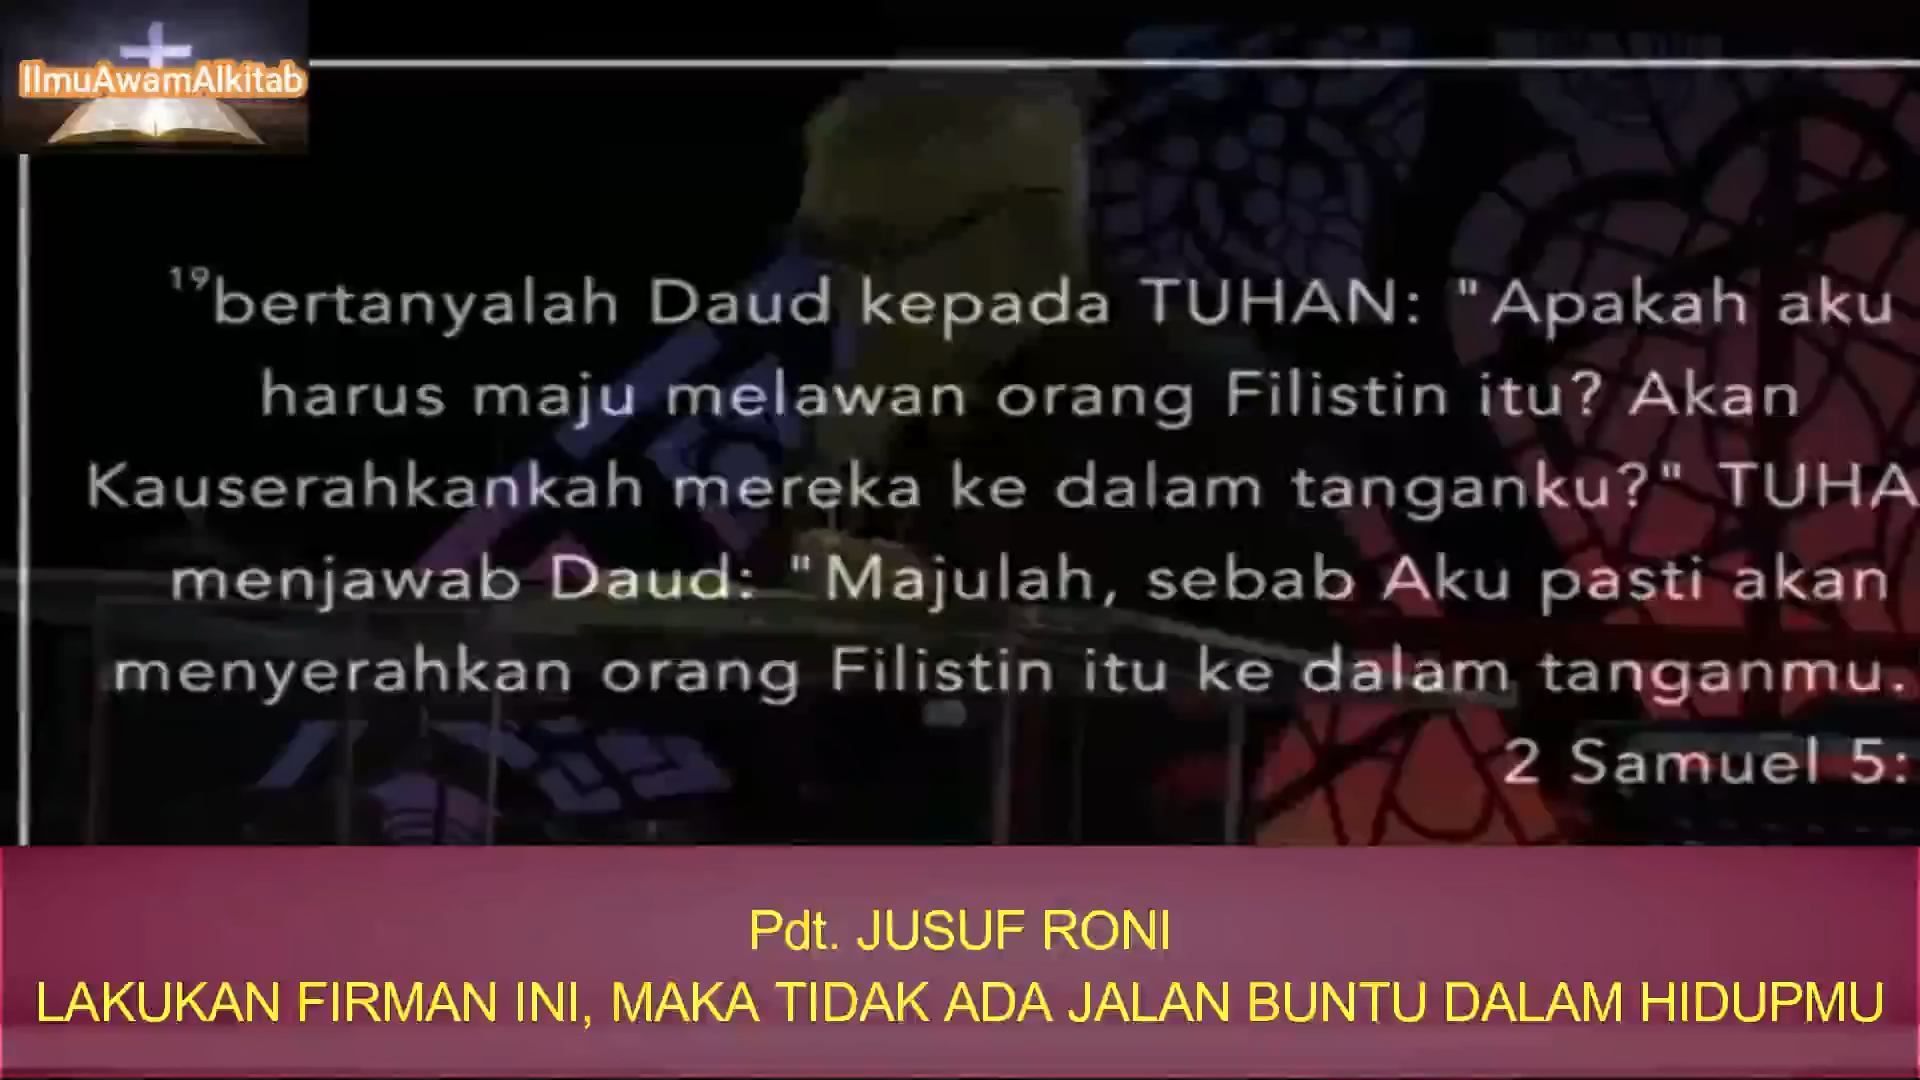 IlmuAwamAlkitab
19bertanyalah Daud kepada TUHAN: "Apakah aku
harus maju melawan orang Filistin itu? Akan
Kauserahkankah mereka ke dalam tanganku?" TUHA
menjawab Daud: "Majulah, sebab Aku pasti akan
menyerahkan orang Filistin itu ke dalam tanganmu.
2 Samuel 5:
Pdt. JUSUF RONI
LAKUKAN FIRMAN INI, MAKA TIDAK ADA JALAN BUNTU DALAM HIDUPMU